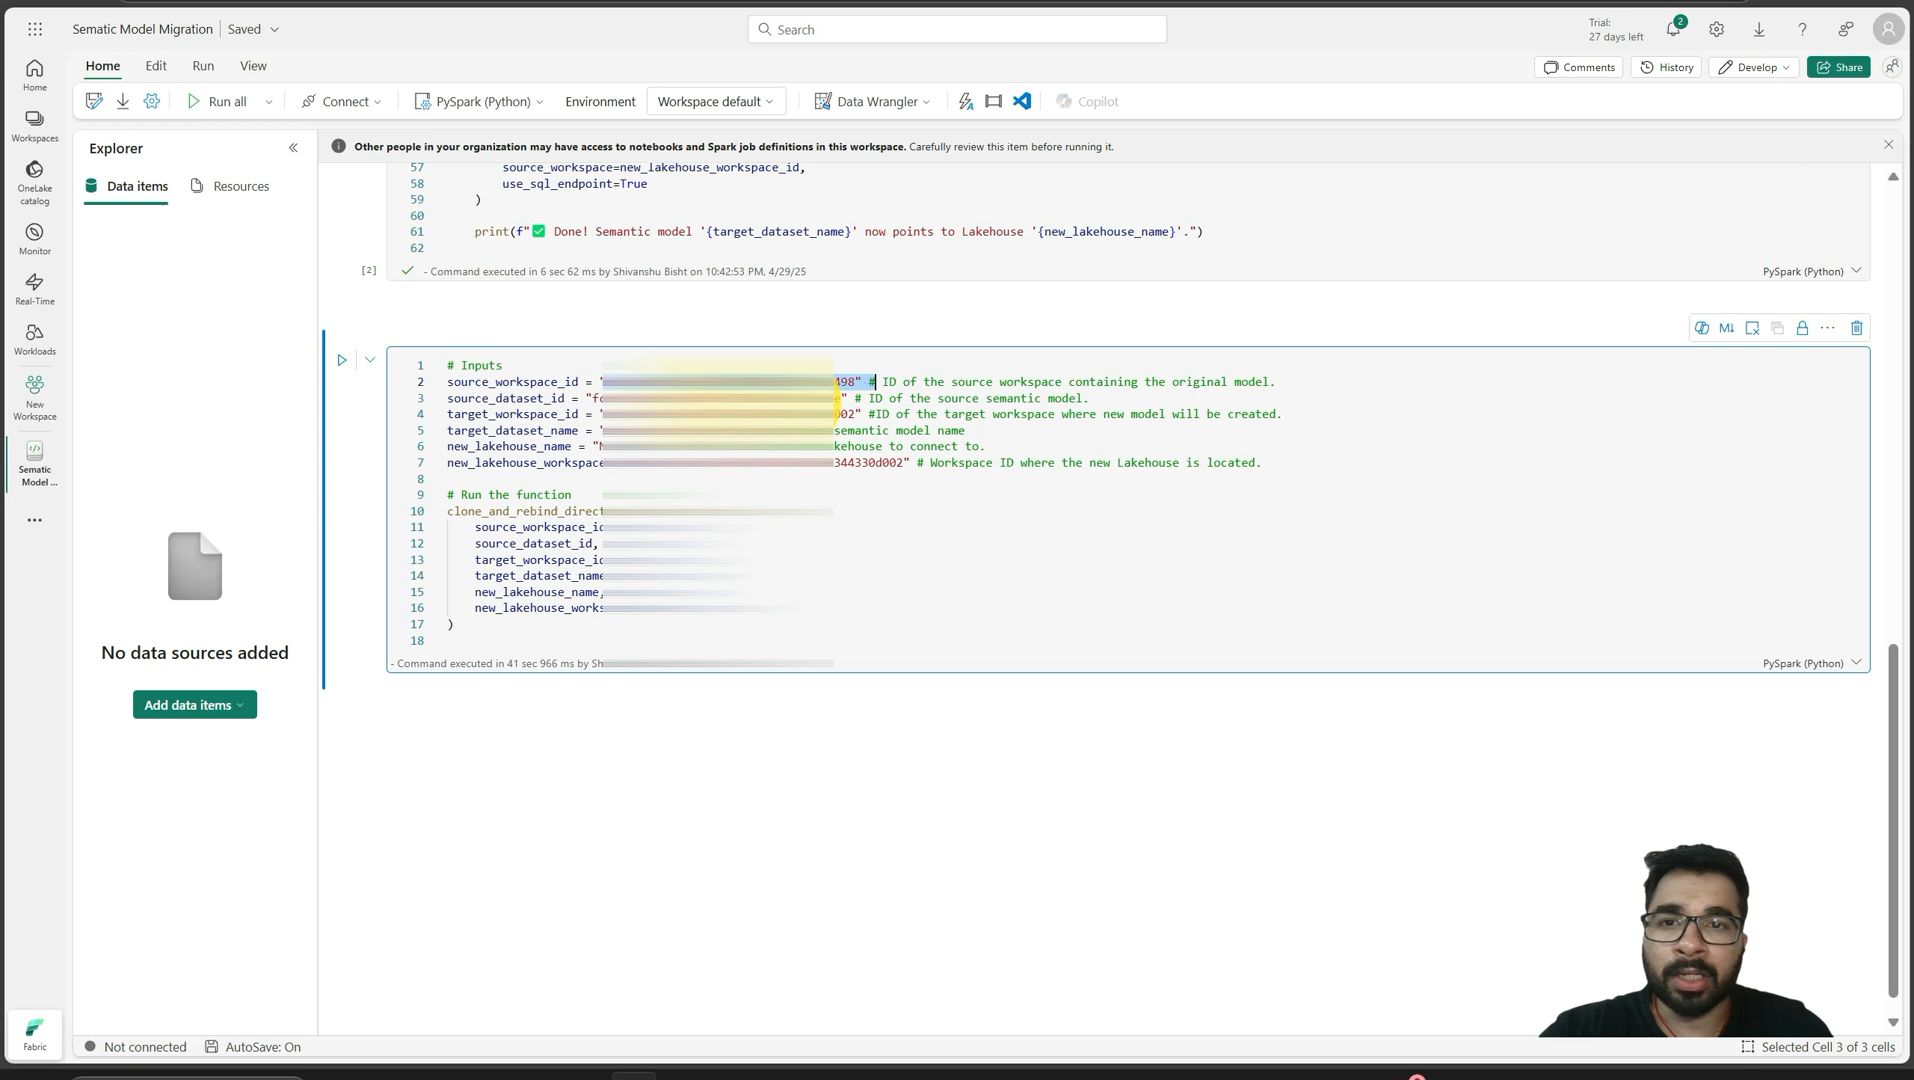 Sematic Model Migration
Saved
Search
Trial:
27 days left
2
Home
Edit
Run
View
Comments
History
Develop
Share
Run all
Connect
PySpark (Python)
Environment
Workspace default
Data Wrangler
Copilot
Home
Workspaces
OneLake
catalog
Monitor
Real-Time
Workloads
New
Workspace
Sematic
Model ...
Fabric
Explorer
Data items
Resources
No data sources added
Add data items
Other people in your organization may have access to notebooks and Spark job definitions in this workspace. Carefully review this item before running it.
57 source_workspace=new_lakehouse_workspace_id,
58 use_sql_endpoint=True
59 )
60
61 print(f"✅ Done! Semantic model '{target_dataset_name}' now points to Lakehouse '{new_lakehouse_name}'.")
62
[2] - Command executed in 6 sec 62 ms by Shivanshu Bisht on 10:42:53 PM, 4/29/25
PySpark (Python)
M↓
1 # Inputs
2 source_workspace_id = " 498" # ID of the source workspace containing the original model.
3 source_dataset_id = "fc " # ID of the source semantic model.
4 target_workspace_id = " 002" #ID of the target workspace where new model will be created.
5 target_dataset_name = " semantic model name
6 new_lakehouse_name = " kehouse to connect to.
7 new_lakehouse_workspace 344330d002" # Workspace ID where the new Lakehouse is located.
8
9 # Run the function
10 clone_and_rebind_direct
11 source_workspace_id
12 source_dataset_id,
13 target_workspace_id
14 target_dataset_name
15 new_lakehouse_name,
16 new_lakehouse_works
17 )
18
- Command executed in 41 sec 966 ms by Sh
PySpark (Python)
Not connected
AutoSave: On
Selected Cell 3 of 3 cells